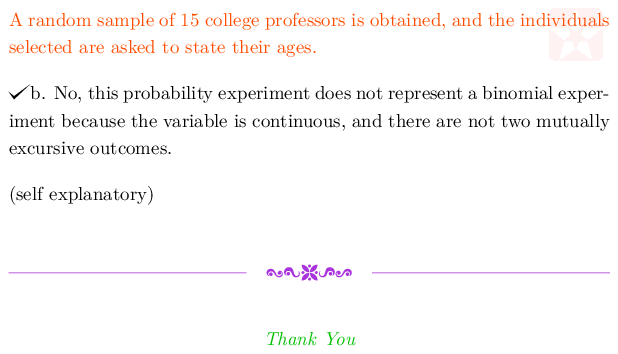 A random sample of 15 college professors is obtained, and the individuals
selected are asked to state their ages.
✓b. No, this probability experiment does not represent a binomial exper-
iment because the variable is continuous, and there are not two mutually
excursive outcomes.
(self explanatory)
Thank You